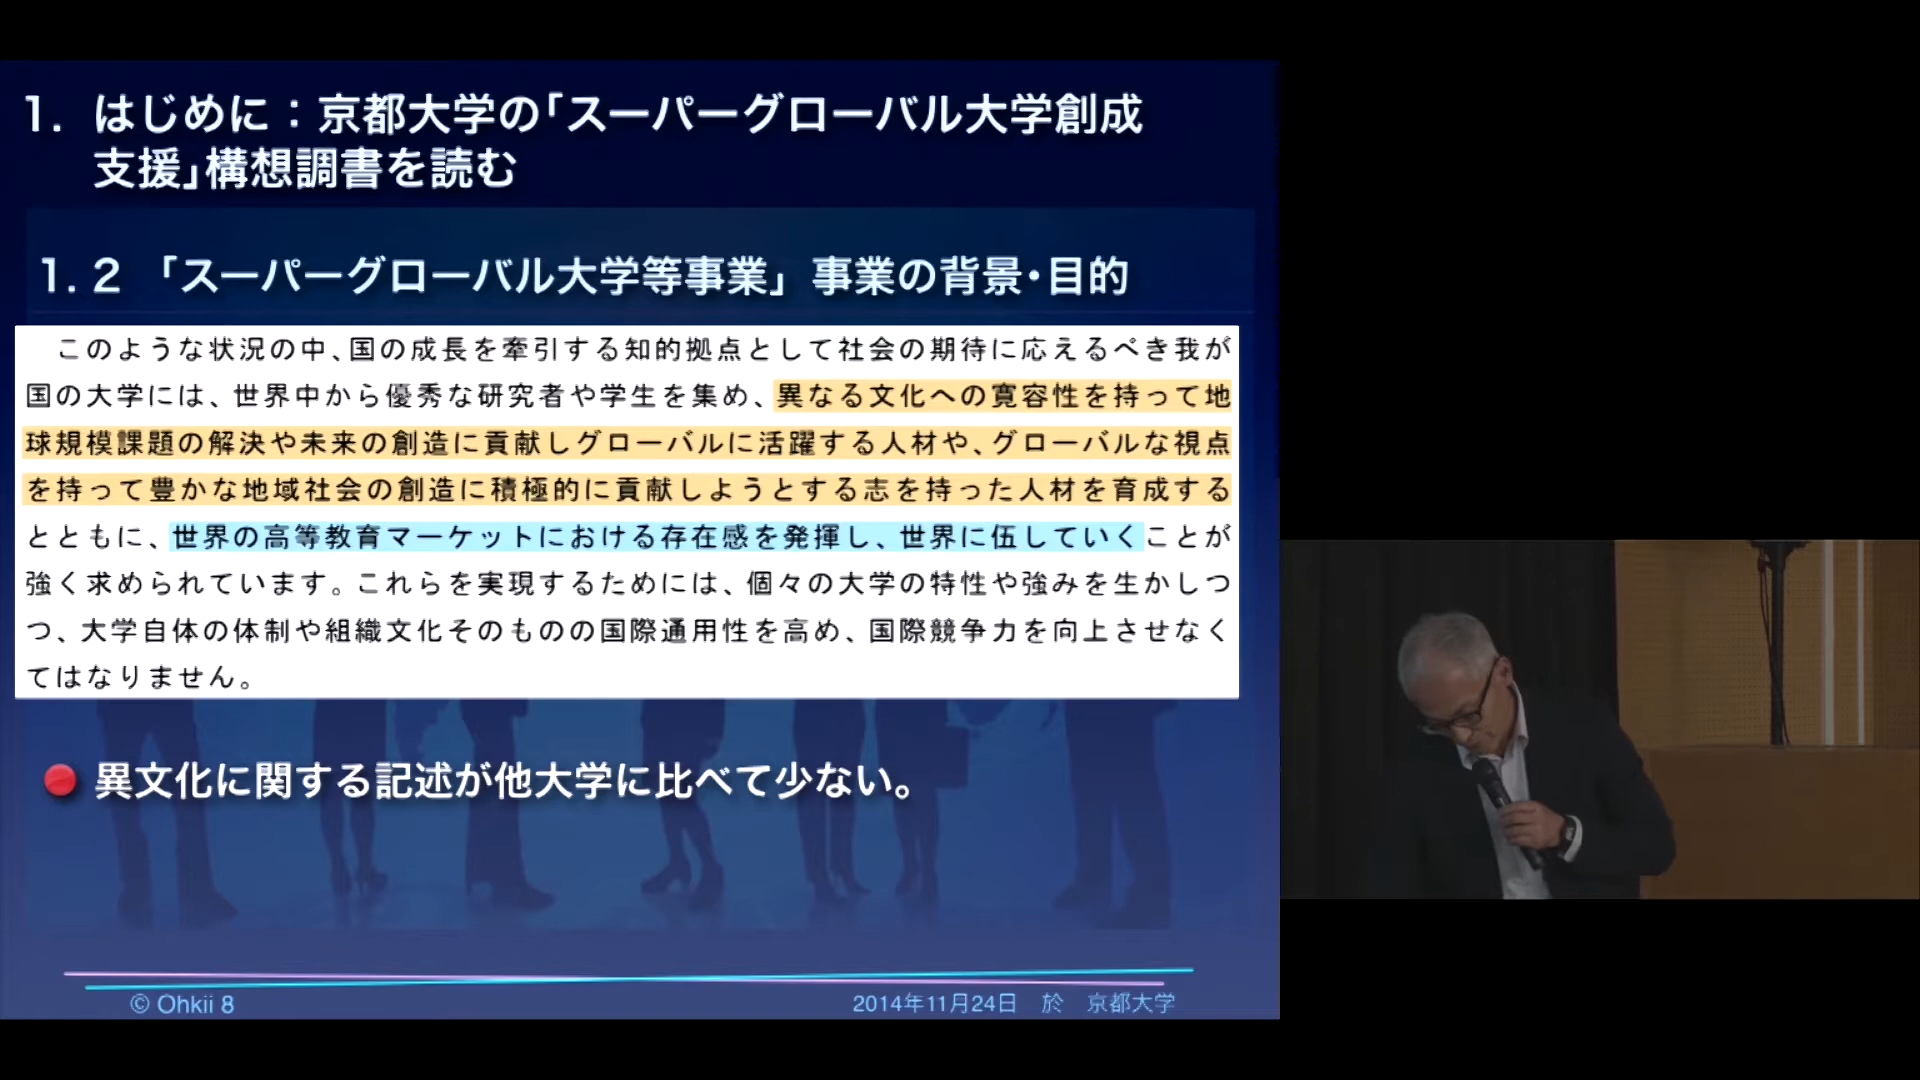 1. はじめに：京都大学の｢スーパーグローバル大学創成
支援｣構想調書を読む
1.2 「スーパーグローバル大学等事業」事業の背景･目的
このような状況の中、国の成長を牽引する知的拠点として社会の期待に応えるべき我が
国の大学には、世界中から優秀な研究者や学生を集め、異なる文化への寛容性を持って地
球規模課題の解決や未来の創造に貢献しグローバルに活躍する人材や、グローバルな視点
を持って豊かな地域社会の創造に積極的に貢献しようとする志を持った人材を育成する
とともに、世界の高等教育マーケットにおける存在感を発揮し、世界に伍していくことが
強く求められています。これらを実現するためには、個々の大学の特性や強みを生かしつ
つ、大学自体の体制や組織文化そのものの国際通用性を高め、国際競争力を向上させなく
てはなりません。
異文化に関する記述が他大学に比べて少ない。
© Ohkii 8
2014年11月24日 於 京都大学